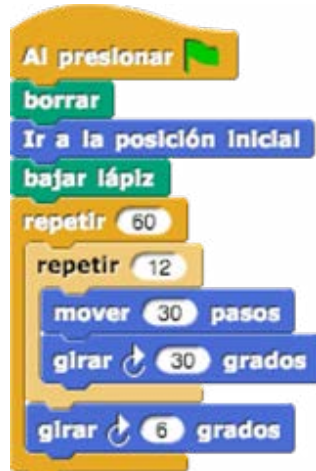 Al presionar
borrar
Ir a la posición inicial
bajar lápiz
repetir 60
repetir 12
mover 30 pasos
girar 30 grados
girar 6 grados